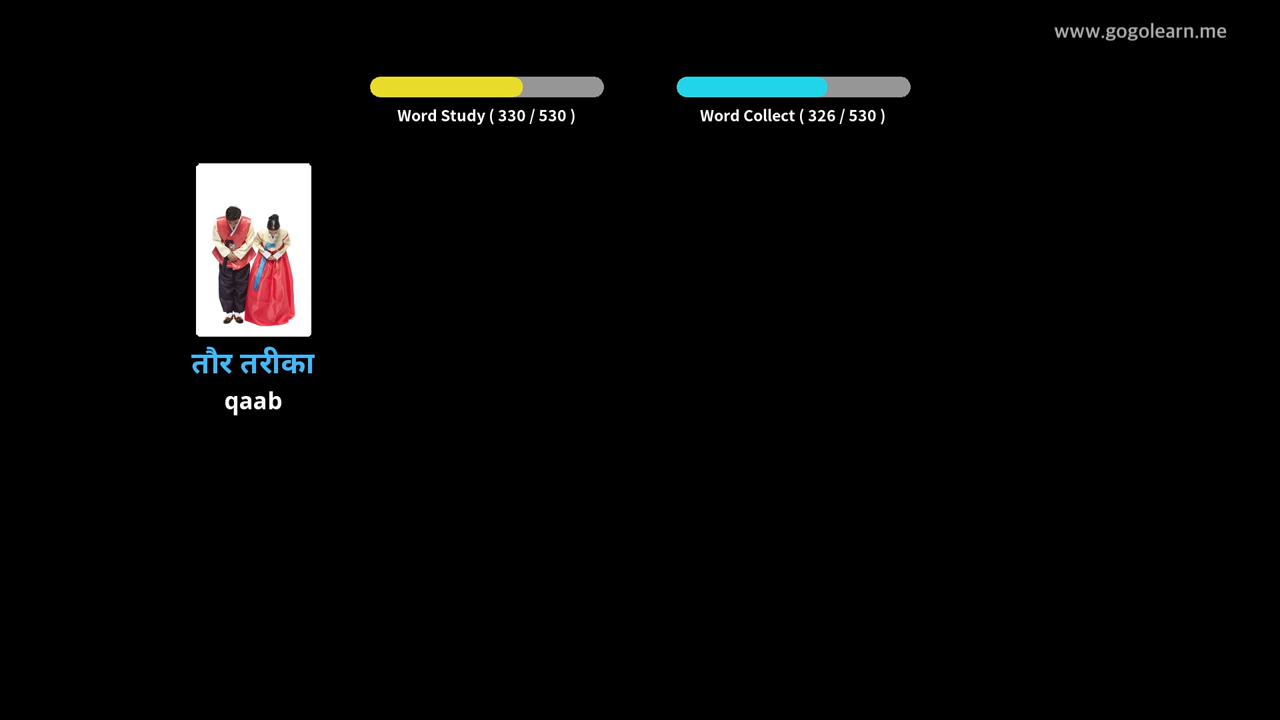 www.gogolearn.me
Word Study ( 330 / 530 )
Word Collect ( 326 / 530 )
तौर तरीका
qaab